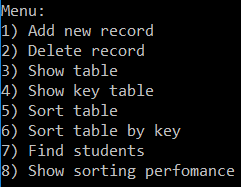 Menu:
1) Add new record
2) Delete record
3) Show table
4) Show key table
5) Sort table
6) Sort table by key
7) Find students
8) Show sorting perfomance